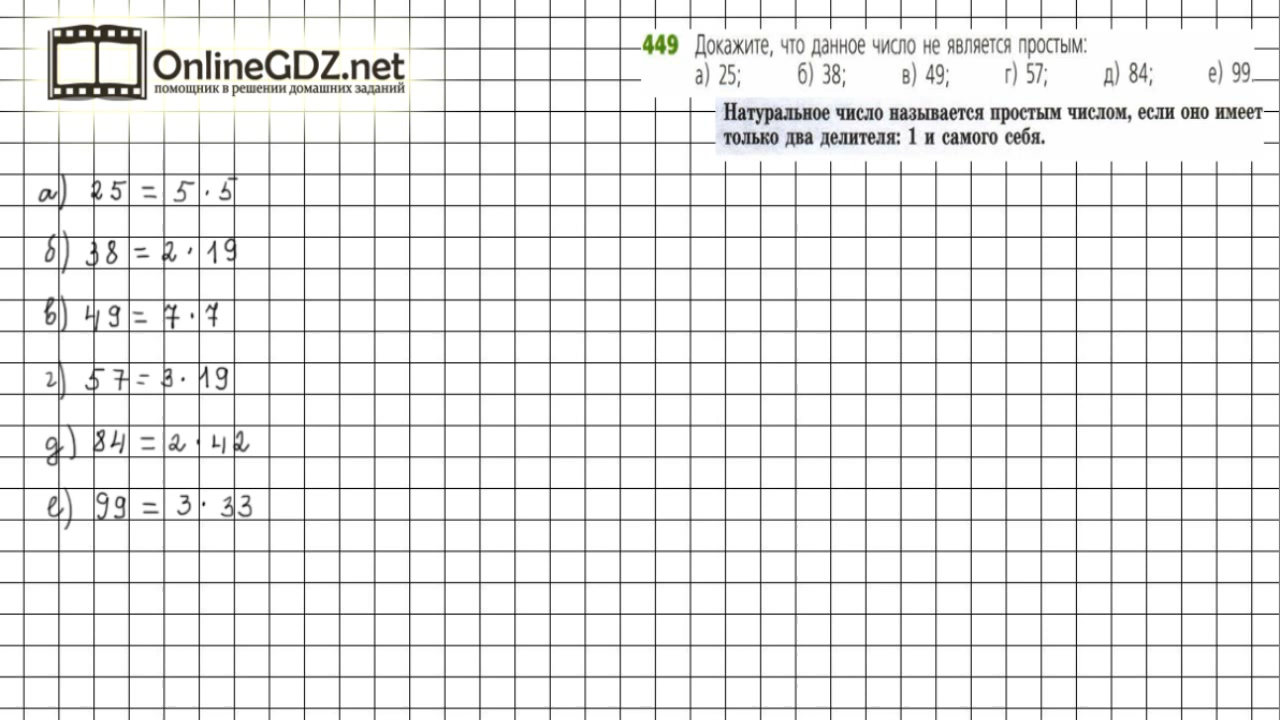 OnlineGDZ.net
помощник в решении домашних заданий
449 Докажите, что данное число не является простым:
а) 25; б) 38; в) 49; г) 57; д) 84; е) 99.
Натуральное число называется простым числом, если оно имеет
только два делителя: 1 и самого себя.
а) 25 = 5 · 5
б) 38 = 2 · 19
в) 49 = 7 · 7
г) 57 = 3 · 19
д) 84 = 2 · 42
е) 99 = 3 · 33